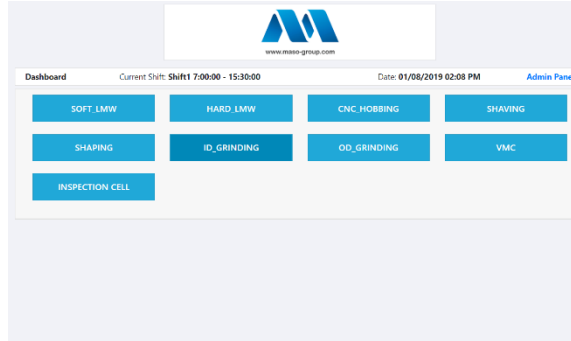 www.maso-group.com
Dashboard Current Shift: Shift1 7:00:00 - 15:30:00 Date: 01/08/2019 02:08 PM Admin Pane
SOFT_LMW HARD_LMW CNC_HOBBING SHAVING
SHAPING ID_GRINDING OD_GRINDING VMC
INSPECTION CELL